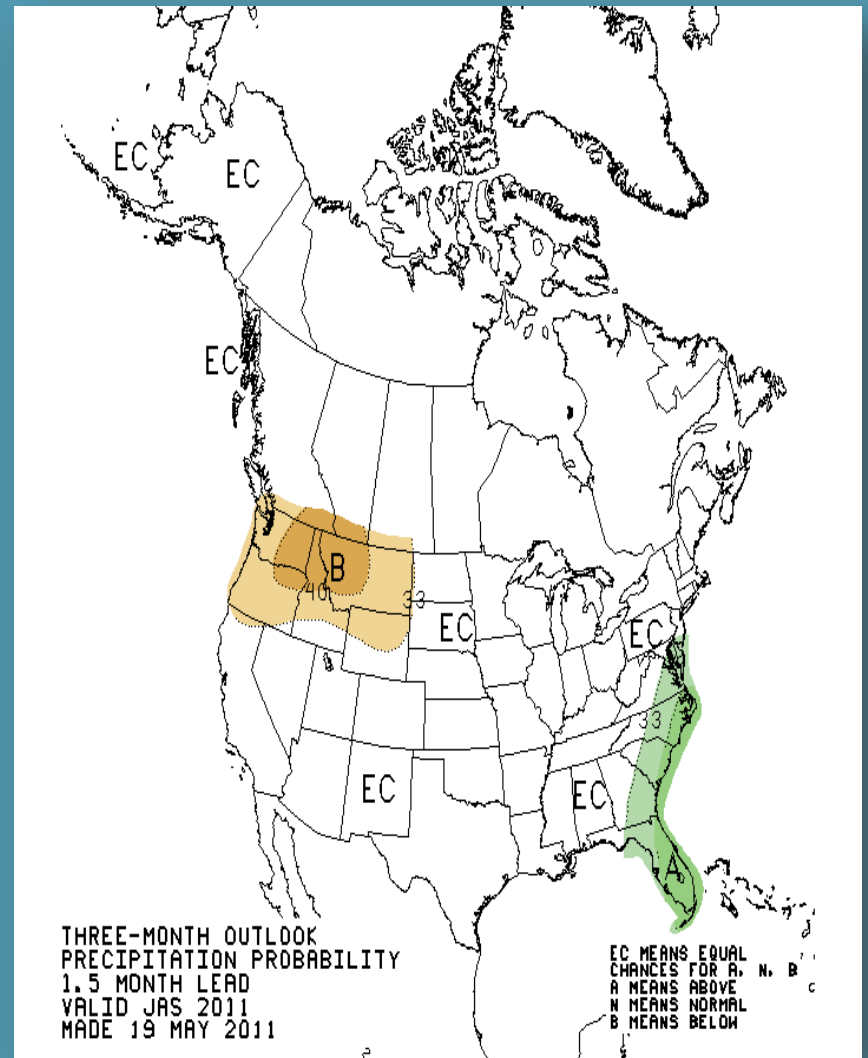 EC
EC
EC
B
40
33
EC
EC
33
EC
EC
A
THREE-MONTH OUTLOOK
PRECIPITATION PROBABILITY
1.5 MONTH LEAD
VALID JAS 2011
MADE 19 MAY 2011
EC MEANS EQUAL
CHANCES FOR A, N, B
A MEANS ABOVE
N MEANS NORMAL
B MEANS BELOW